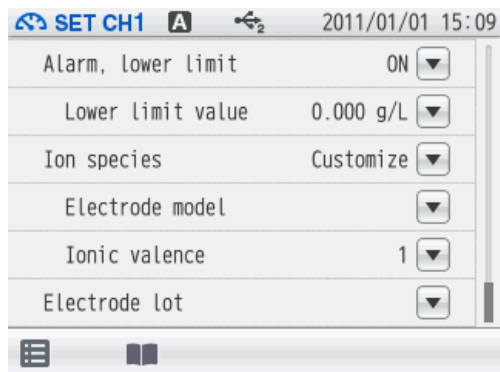 SET CH1 A 2 2011/01/01 15:09
Alarm, lower limit ON
Lower limit value 0.000 g/L
Ion species Customize
Electrode model
Ionic valence 1
Electrode lot